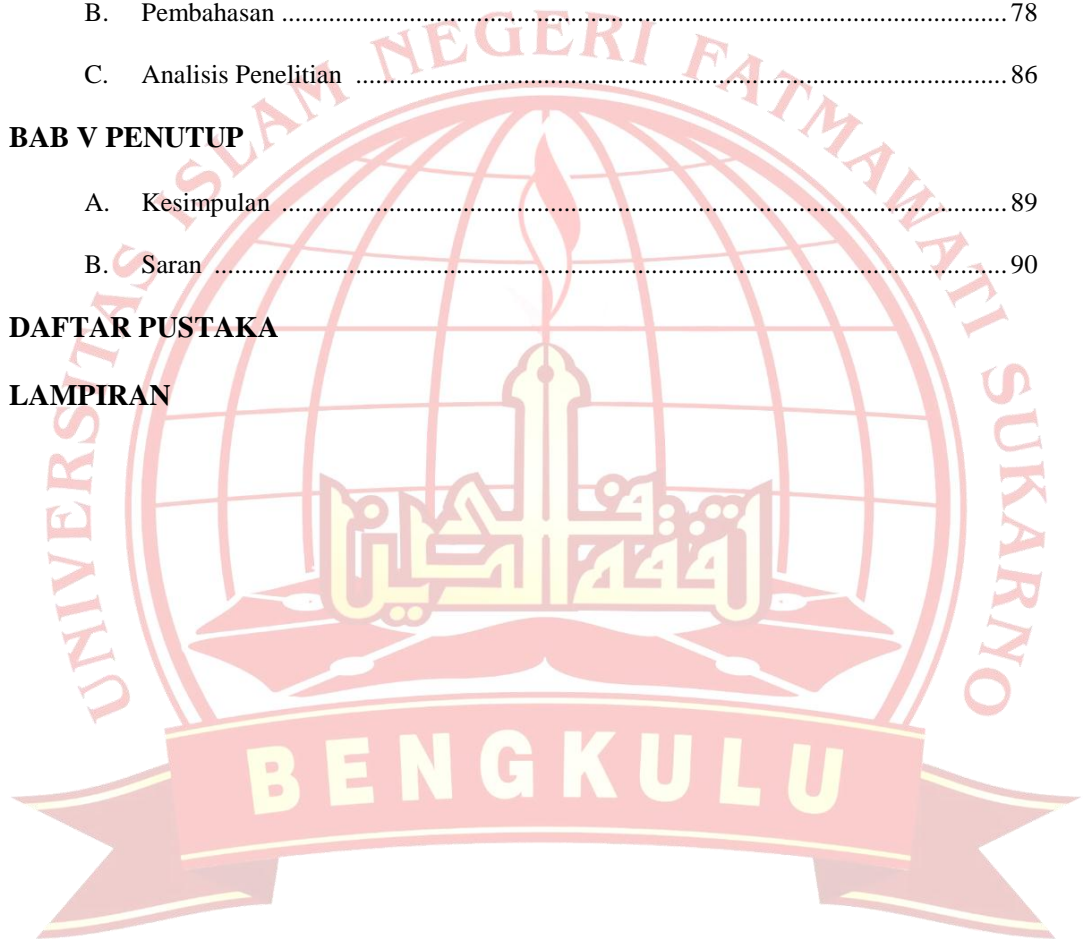 B. Pembahasan ........................................................................................................ 78
C. Analisis Penelitian ................................................................................................ 86
BAB V PENUTUP
A. Kesimpulan ........................................................................................................ 89
B. Saran ................................................................................................................. 90
DAFTAR PUSTAKA
LAMPIRAN
UNIVERSITAS ISLAM NEGERI FATMAWATI SUKARNO
BENGKULU